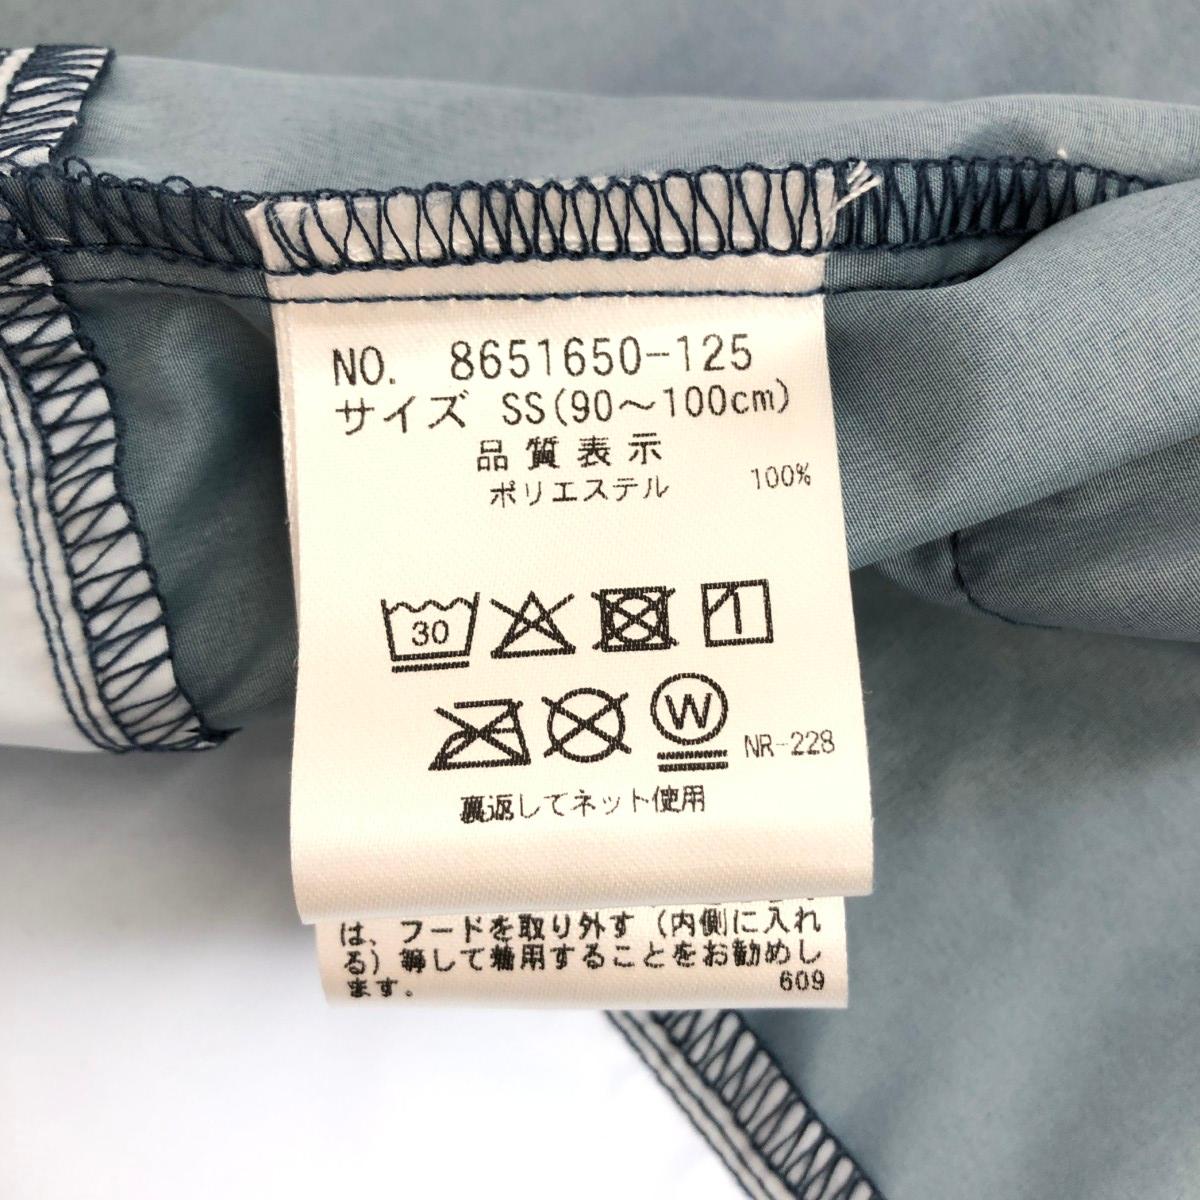 NO. 8651650-125
サイズ SS(90～100cm)
品質表示
ポリエステル 100%
30
W
NR-228
裏返してネット使用
は、フードを取り外す（内側に入れ
る）等して着用することをお勧めし
ます。 609